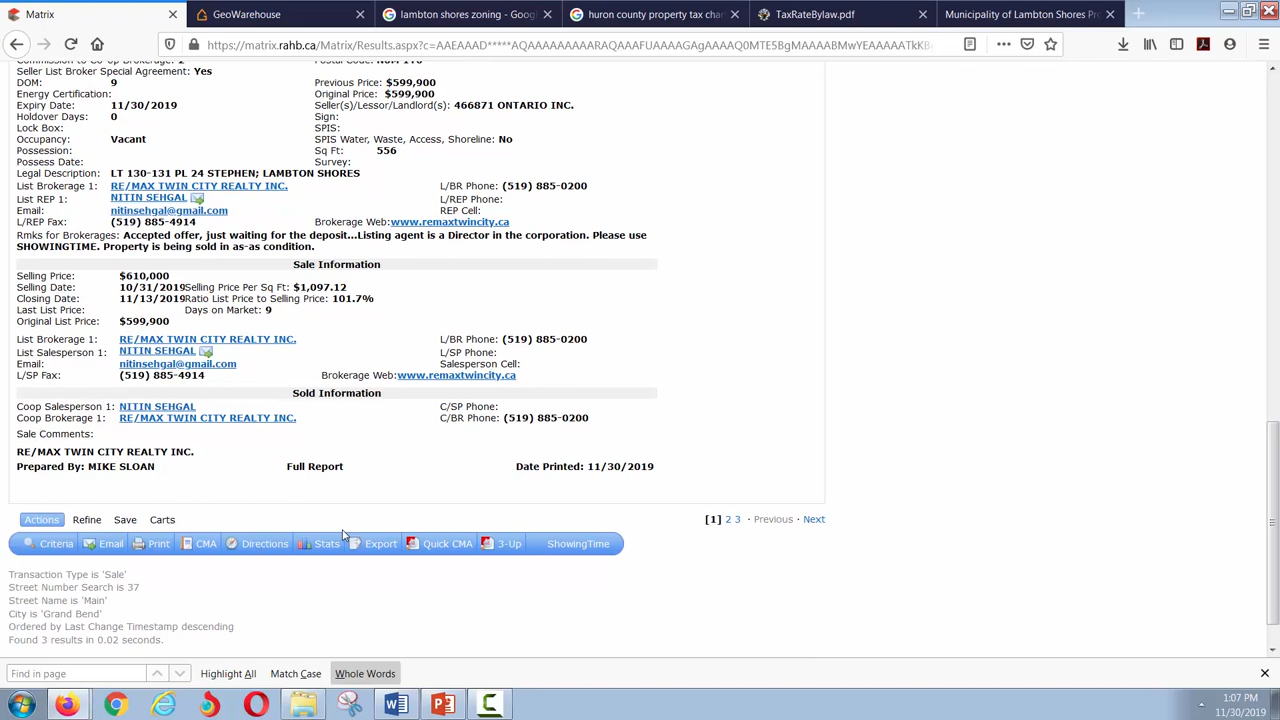 Matrix
GeoWarehouse
lambton shores zoning - Goog
huron county property tax char
TaxRateBylaw.pdf
Municipality of Lambton Shores Pro
https://matrix.rahb.ca/Matrix/Results.aspx?c=
Seller List Broker Special Agreement: Yes
DOM: 9 Previous Price: $599,900
Energy Certification: Original Price: $599,900
Expiry Date: 11/30/2019 Seller(s)/Lessor/Landlord(s): 466871 ONTARIO INC.
Holdover Days: 0 Sign:
Lock Box: SPIS:
Occupancy: Vacant SPIS Water, Waste, Access, Shoreline: No
Possession: Sq Ft: 556
Possess Date: Survey:
Legal Description: LT 130-131 PL 24 STEPHEN; LAMBTON SHORES
List Brokerage 1: RE/MAX TWIN CITY REALTY INC. L/BR Phone: (519) 885-0200
List REP 1: NITIN SEHGAL L/REP Phone:
Email: nitinsehgal@gmail.com REP Cell:
L/REP Fax: (519) 885-4914 Brokerage Web:www.remaxtwincity.ca
Rmks for Brokerages: Accepted offer, just waiting for the deposit...Listing agent is a Director in the corporation. Please use
SHOWINGTIME. Property is being sold in as-as condition.
Sale Information
Selling Price: $610,000
Selling Date: 10/31/2019Selling Price Per Sq Ft: $1,097.12
Closing Date: 11/13/2019Ratio List Price to Selling Price: 101.7%
Last List Price: Days on Market: 9
Original List Price: $599,900
List Brokerage 1: RE/MAX TWIN CITY REALTY INC. L/BR Phone: (519) 885-0200
List Salesperson 1: NITIN SEHGAL L/SP Phone:
Email: nitinsehgal@gmail.com Salesperson Cell:
L/SP Fax: (519) 885-4914 Brokerage Web:www.remaxtwincity.ca
Sold Information
Coop Salesperson 1: NITIN SEHGAL C/SP Phone:
Coop Brokerage 1: RE/MAX TWIN CITY REALTY INC. C/BR Phone: (519) 885-0200
Sale Comments:
RE/MAX TWIN CITY REALTY INC.
Prepared By: MIKE SLOAN Full Report Date Printed: 11/30/2019
Actions Refine Save Carts [1] 2 3 · Previous · Next
Criteria Email Print CMA Directions Stats Export Quick CMA 3-Up ShowingTime
Transaction Type is 'Sale'
Street Number Search is 37
Street Name is 'Main'
City is 'Grand Bend'
Ordered by Last Change Timestamp descending
Found 3 results in 0.02 seconds.
Find in page Highlight All Match Case Whole Words
1:07 PM
11/30/2019